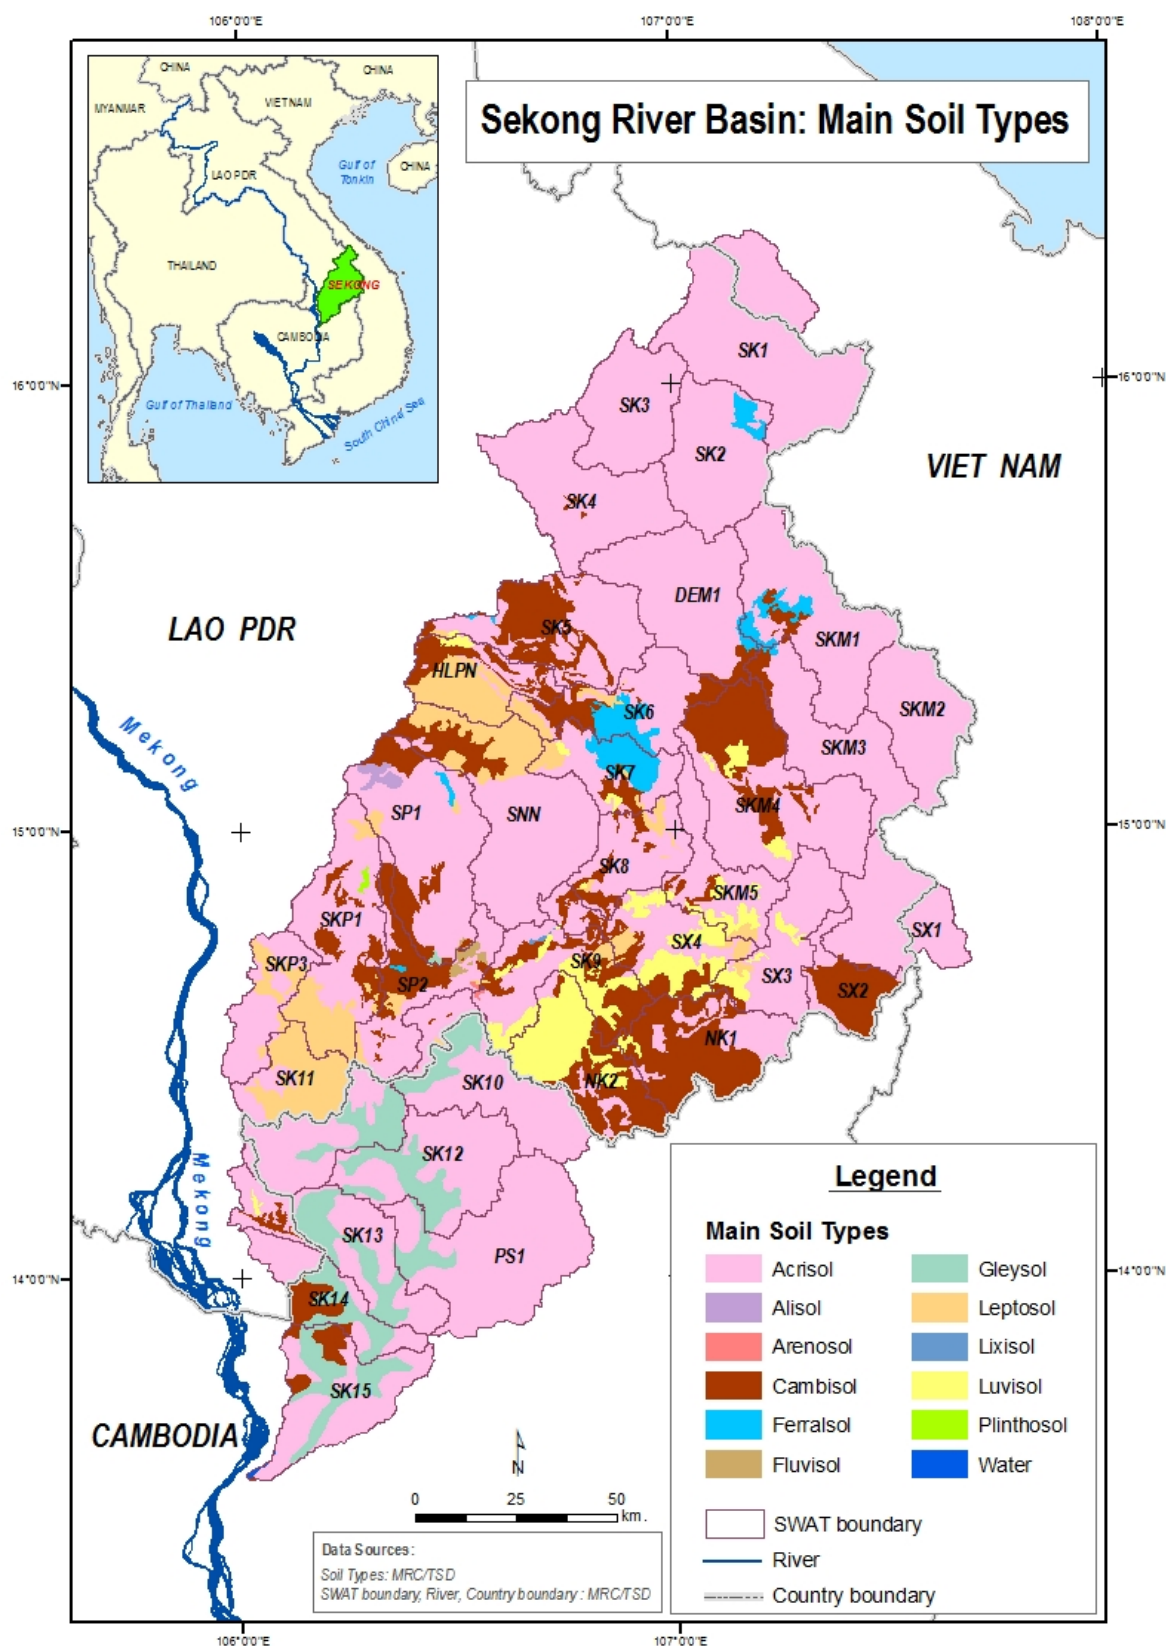 106°0'0"E
107°0'0"E
108°0'0"E
CHINA
CHINA
MYANMAR
VIETNAM
Gulf of
Tonkin
CHINA
LAO PDR
THAILAND
SEKONG
CAMBODIA
Gulf of Thailand
South China Sea
Sekong River Basin: Main Soil Types
16°0'0"N
16°0'0"N
SK1
SK3
SK2
SK4
VIET NAM
DEM1
LAO PDR
SK5
SKM1
HLPN
SK6
SKM2
SKM3
Mekong
SK7
SP1
SNN
SKM4
15°0'0"N
15°0'0"N
SK8
SKM5
SKP1
SX1
SX4
SKP3
SK9
SX3
SP2
SX2
NK1
SK11
SK10
NK2
SK12
Mekong
SK13
PS1
14°0'0"N
14°0'0"N
SK14
SK15
CAMBODIA
N
0 25 50
km.
Data Sources:
Soil Types: MRC/TSD
SWAT boundary, River, Country boundary : MRC/TSD
Legend
Main Soil Types
Acrisol
Alisol
Arenosol
Cambisol
Ferralsol
Fluvisol
Gleysol
Leptosol
Lixisol
Luvisol
Plinthosol
Water
SWAT boundary
River
Country boundary
106°0'0"E
107°0'0"E